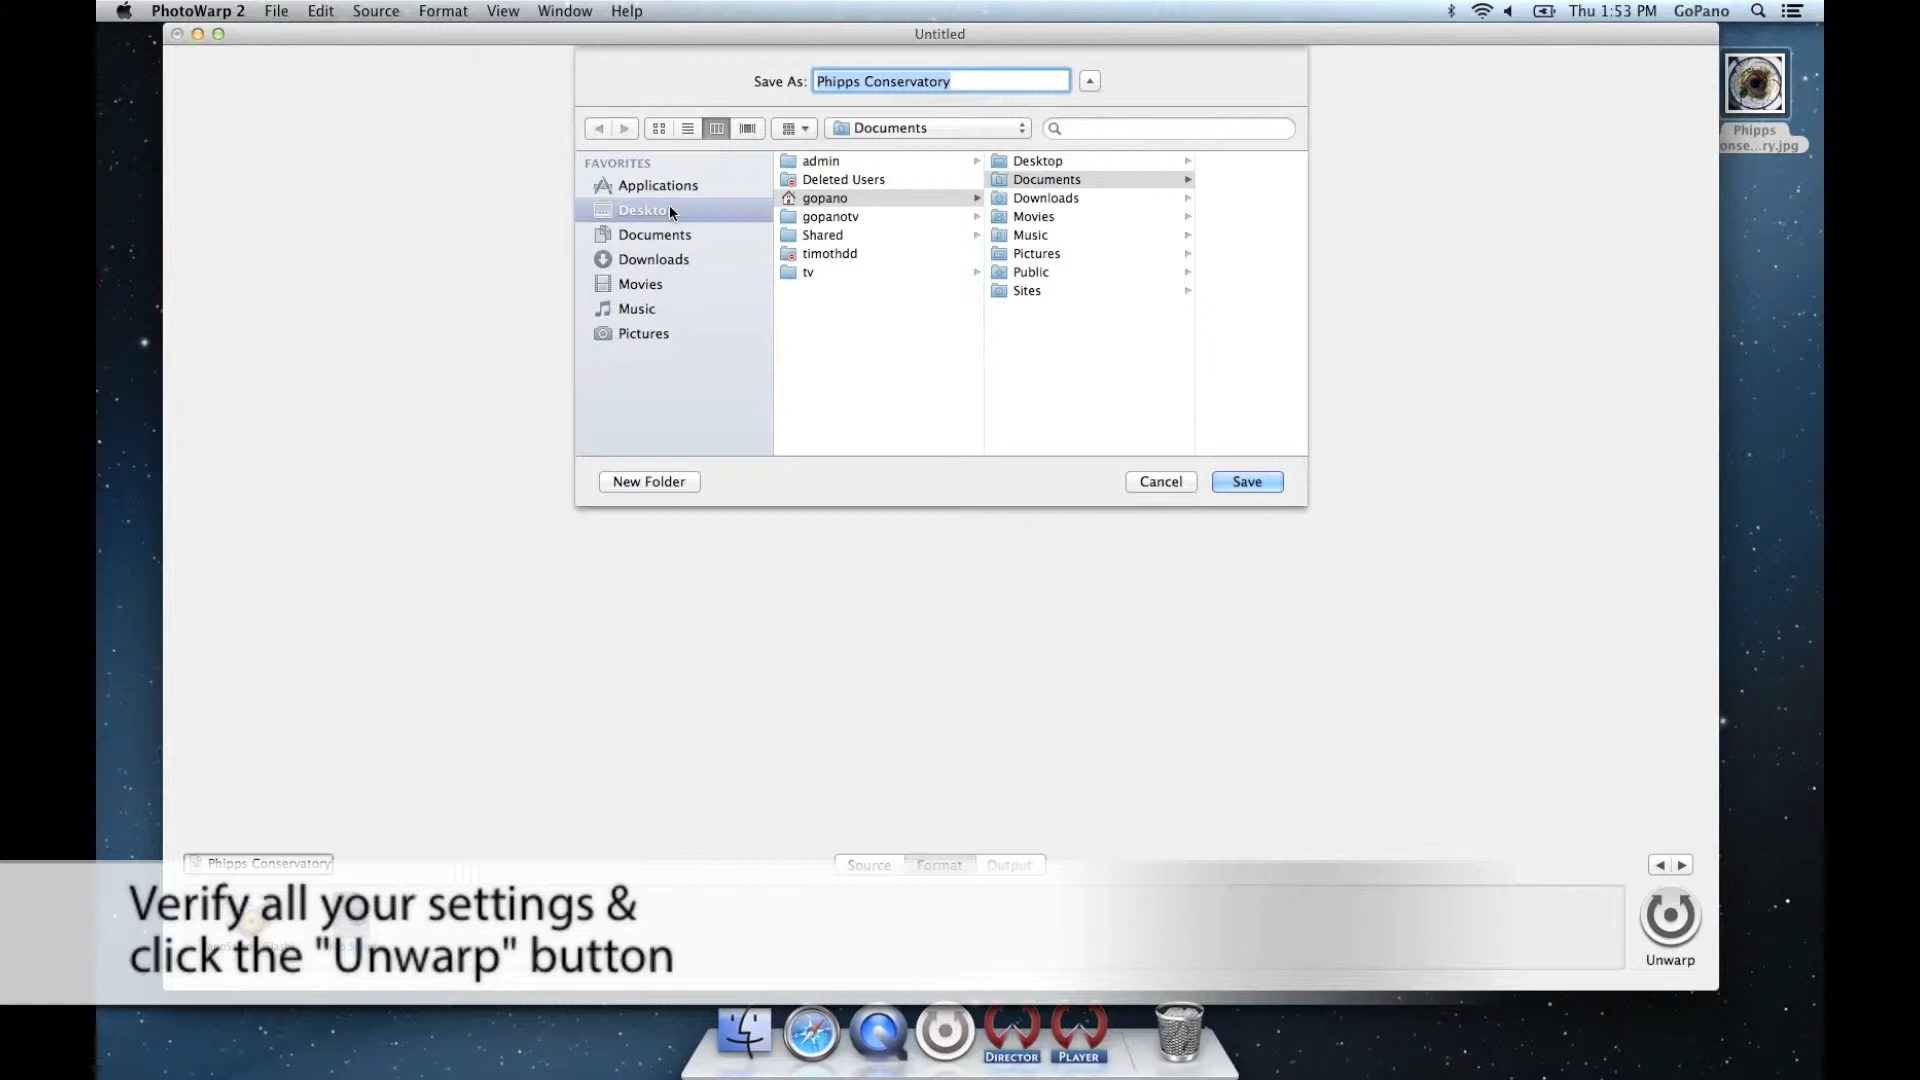 PhotoWarp 2 File Edit Source Format View Window Help Thu 1:53 PM GoPano
Untitled
Save As: Phipps Conservatory
Documents
FAVORITES
Applications
Desktop
Documents
Downloads
Movies
Music
Pictures
admin
Deleted Users
gopano
gopanotv
Shared
timothdd
tv
Desktop
Documents
Downloads
Movies
Music
Pictures
Public
Sites
New Folder Cancel Save
Phipps
onse...ry.jpg
Phipps Conservatory
Source Format Output
Verify all your settings &
click the "Unwarp" button
Unwarp
DIRECTOR PLAYER